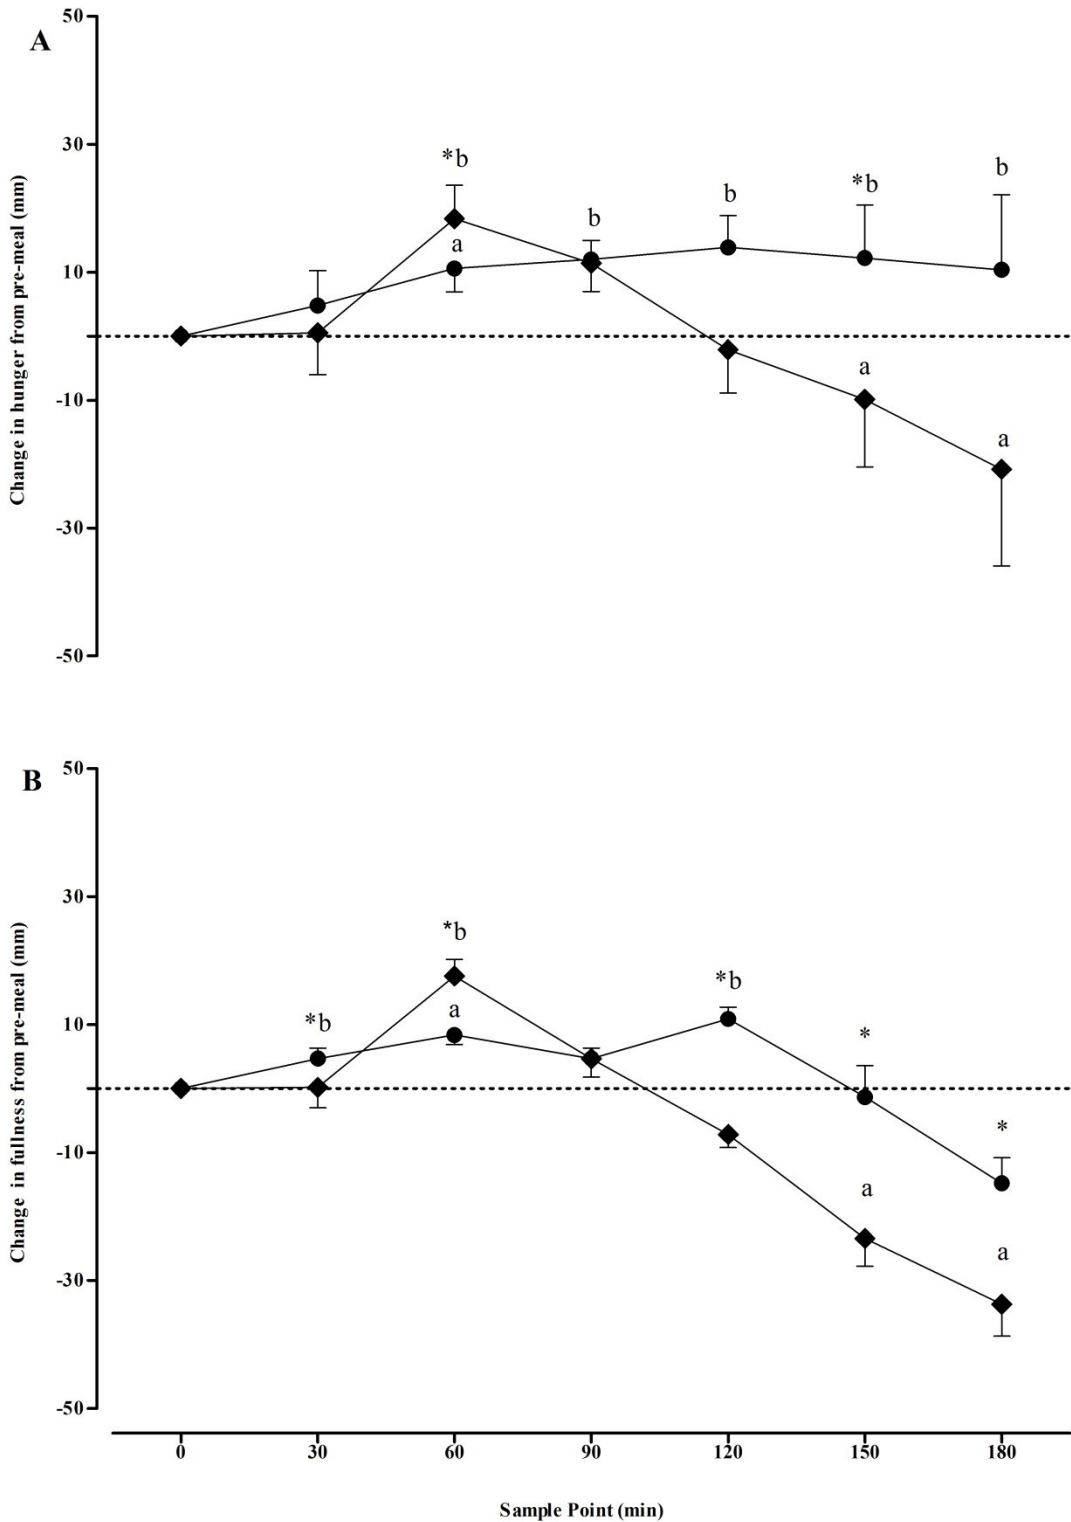 A
50
30
10
-10
-30
-50
Change in hunger from pre-meal (mm)
*b
a
b
b
*b
b
a
a
B
50
30
10
-10
-30
-50
Change in fullness from pre-meal (mm)
*b
*b
a
*b
*
*
a
a
0 30 60 90 120 150 180
Sample Point (min)